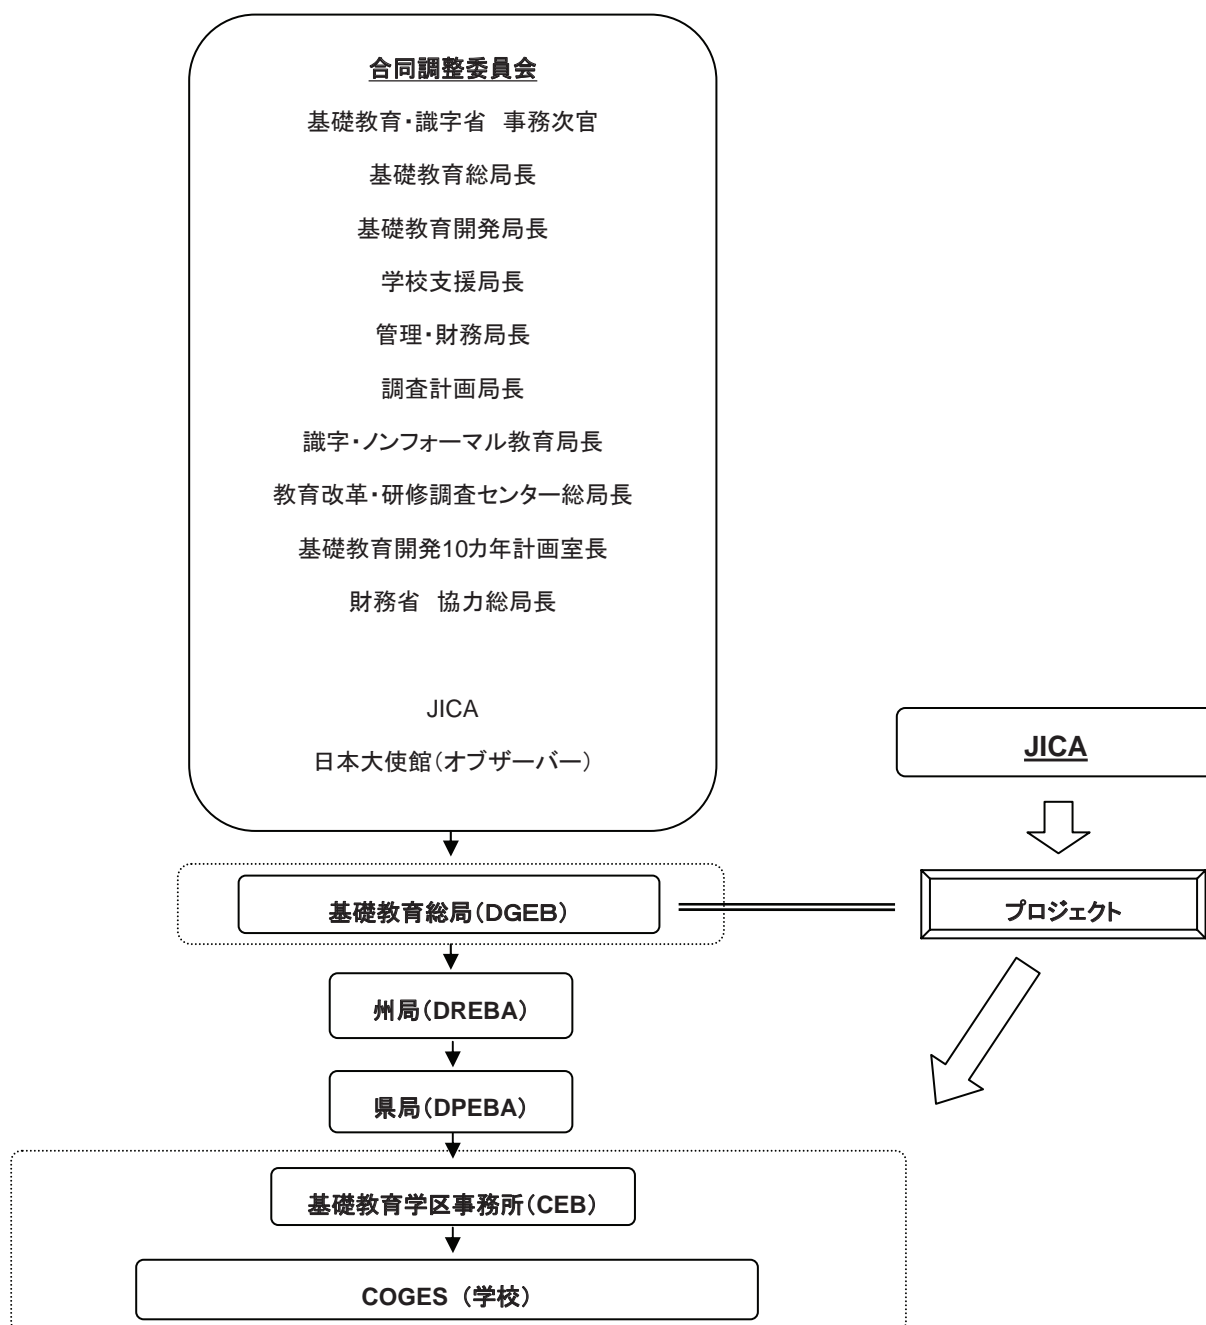 合同調整委員会
基礎教育・識字省　事務次官
基礎教育総局長
基礎教育開発局長
学校支援局長
管理・財務局長
調査計画局長
識字・ノンフォーマル教育局長
教育改革・研修調査センター総局長
基礎教育開発10カ年計画室長
財務省　協力総局長
JICA
日本大使館（オブザーバー）
JICA
基礎教育総局（DGEB）
プロジェクト
州局（DREBA）
県局（DPEBA）
基礎教育学区事務所（CEB）
COGES（学校）